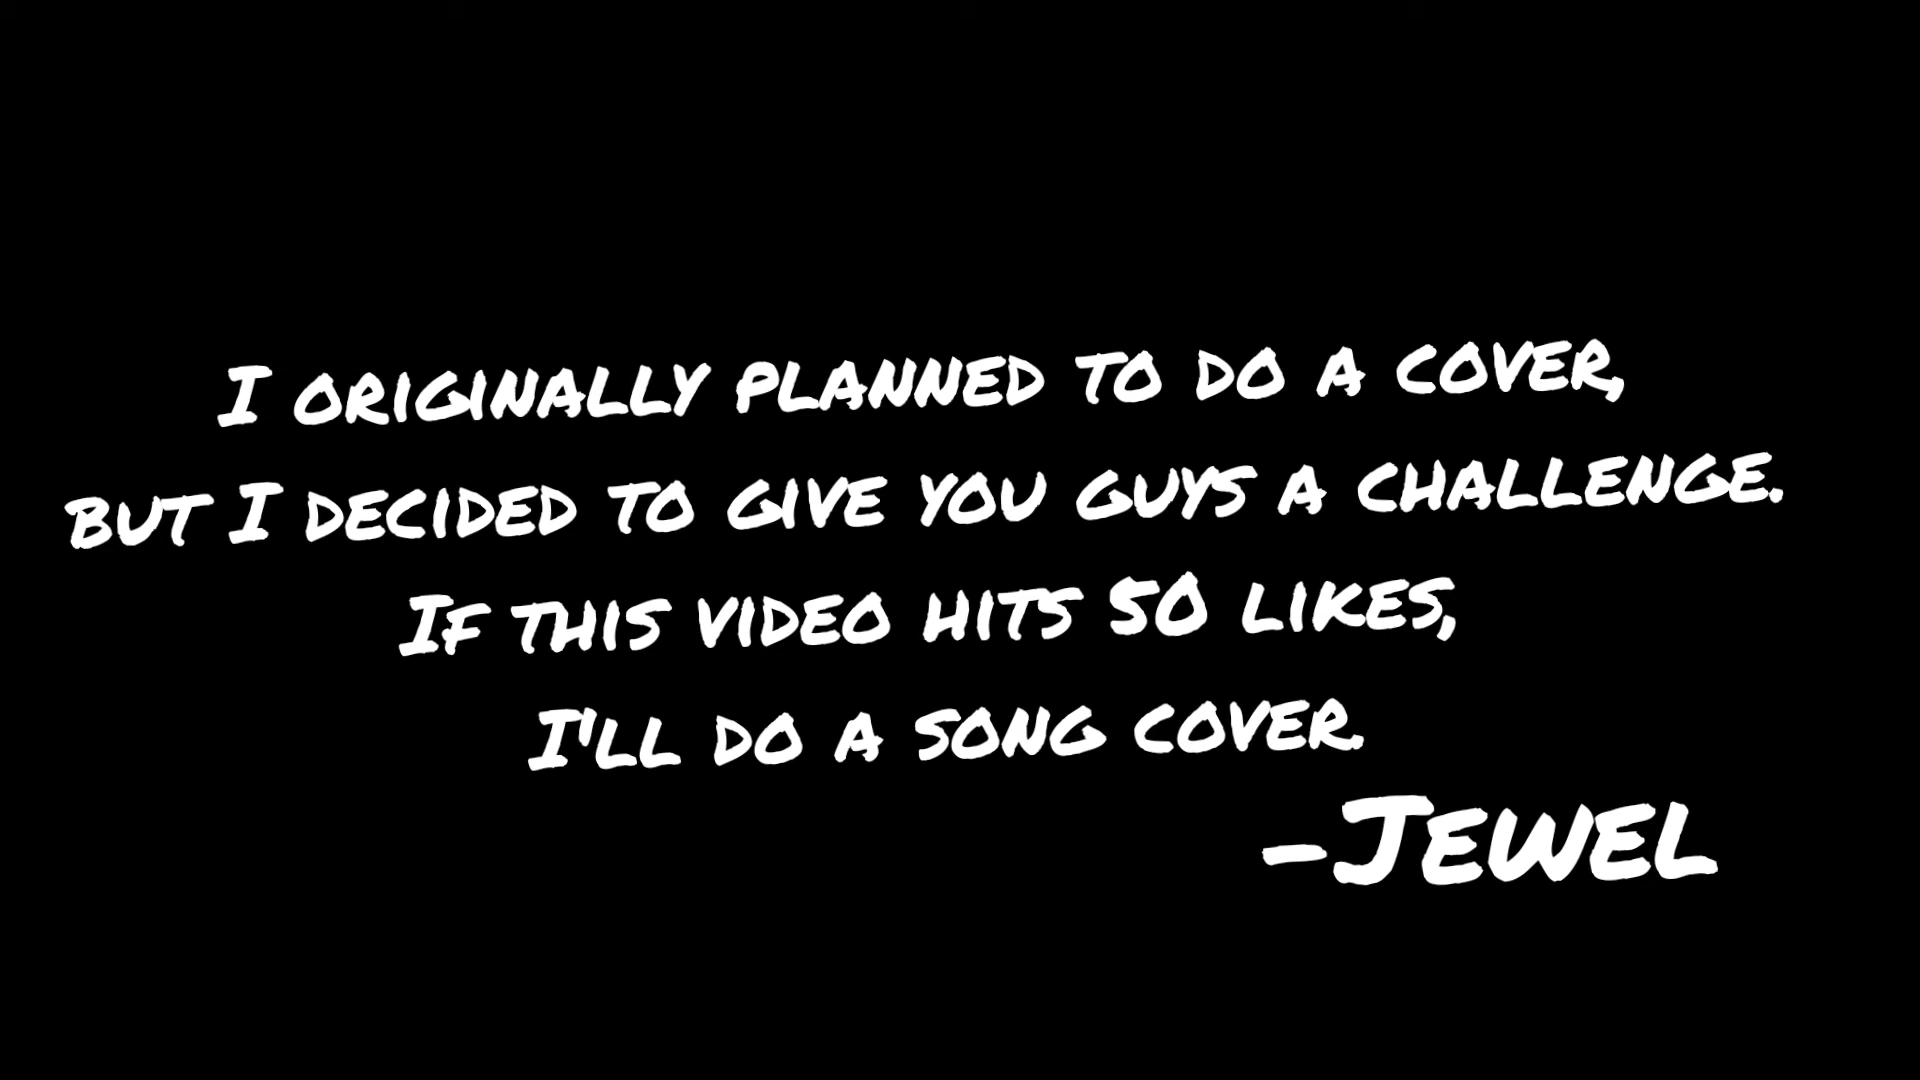 I originally planned to do a cover,
but I decided to give you guys a challenge.
If this video hits 50 likes,
I'll do a song cover.
-Jewel